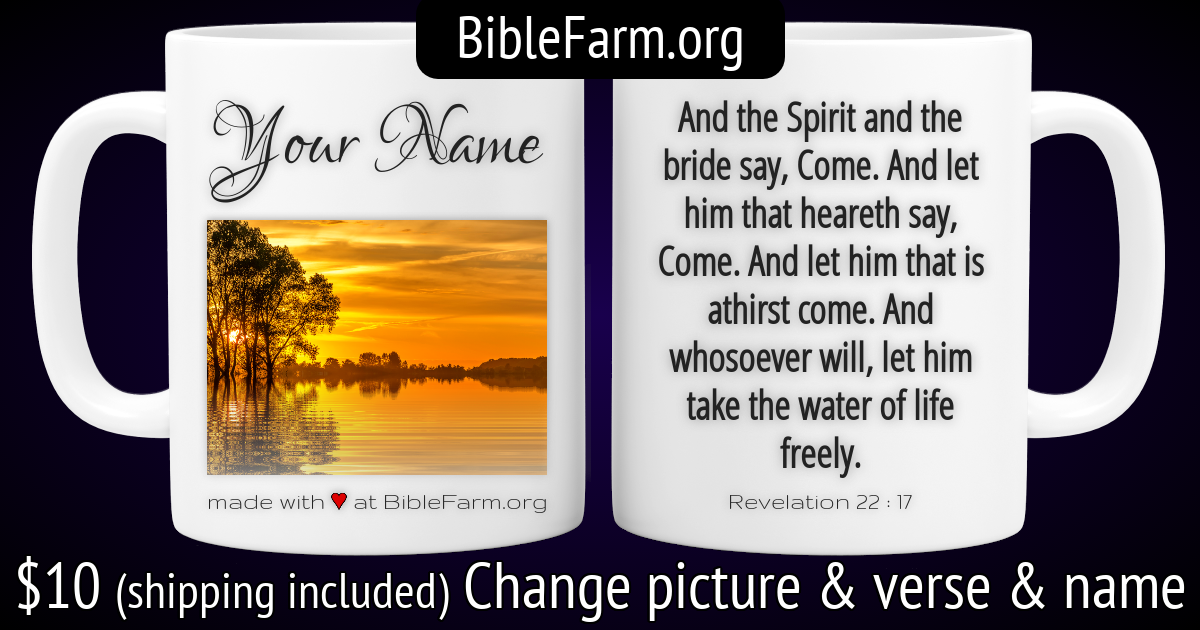 BibleFarm.org
Your Name
made with ♥ at BibleFarm.org
And the Spirit and the
bride say, Come. And let
him that heareth say,
Come. And let him that is
athirst come. And
whosoever will, let him
take the water of life
freely.
Revelation 22 : 17
$10 (shipping included) Change picture & verse & name